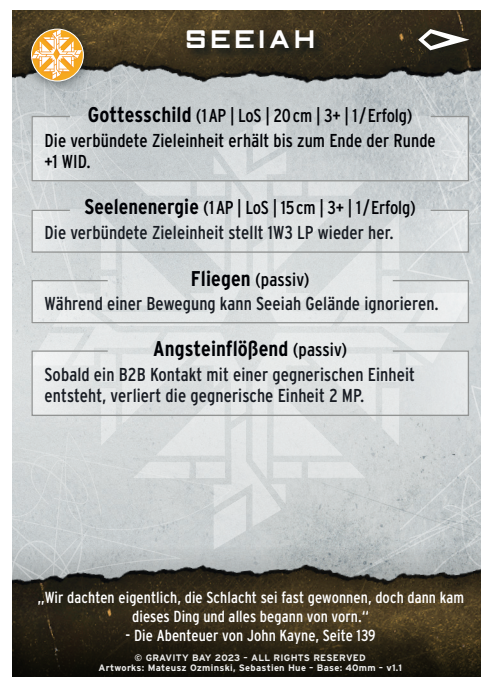 SEEIAH
Gottesschild (1 AP | LoS | 20 cm | 3+ | 1/Erfolg)
Die verbündete Zieleinheit erhält bis zum Ende der Runde
+1 WID.
Seelenenergie (1 AP | LoS | 15 cm | 3+ | 1/Erfolg)
Die verbündete Zieleinheit stellt 1W3 LP wieder her.
Fliegen (passiv)
Während einer Bewegung kann Seeiah Gelände ignorieren.
Angsteinflößend (passiv)
Sobald ein B2B Kontakt mit einer gegnerischen Einheit
entsteht, verliert die gegnerische Einheit 2 MP.
„Wir dachten eigentlich, die Schlacht sei fast gewonnen, doch dann kam
dieses Ding und alles begann von vorn.“
- Die Abenteuer von John Kayne, Seite 139
© GRAVITY BAY 2023 – ALL RIGHTS RESERVED
Artworks: Mateusz Ozminski, Sebastien Hue – Base: 40mm – v1.1